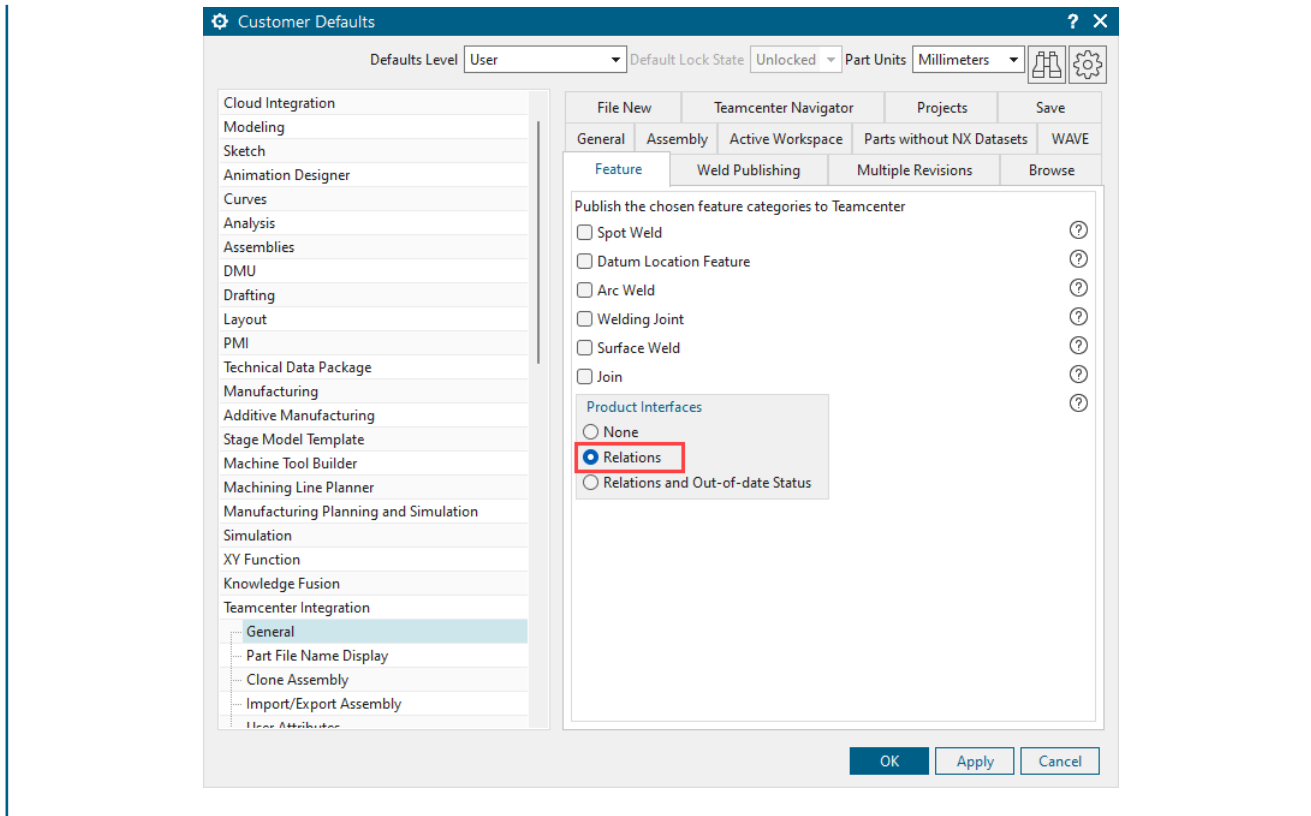 Customer Defaults
Defaults Level User Default Lock State Unlocked Part Units Millimeters
Cloud Integration
Modeling
Sketch
Animation Designer
Curves
Analysis
Assemblies
DMU
Drafting
Layout
PMI
Technical Data Package
Manufacturing
Additive Manufacturing
Stage Model Template
Machine Tool Builder
Machining Line Planner
Manufacturing Planning and Simulation
Simulation
XY Function
Knowledge Fusion
Teamcenter Integration
General
Part File Name Display
Clone Assembly
Import/Export Assembly
User Attributes
File New Teamcenter Navigator Projects Save
General Assembly Active Workspace Parts without NX Datasets WAVE
Feature Weld Publishing Multiple Revisions Browse
Publish the chosen feature categories to Teamcenter
Spot Weld
Datum Location Feature
Arc Weld
Welding Joint
Surface Weld
Join
Product Interfaces
None
Relations
Relations and Out-of-date Status
OK Apply Cancel